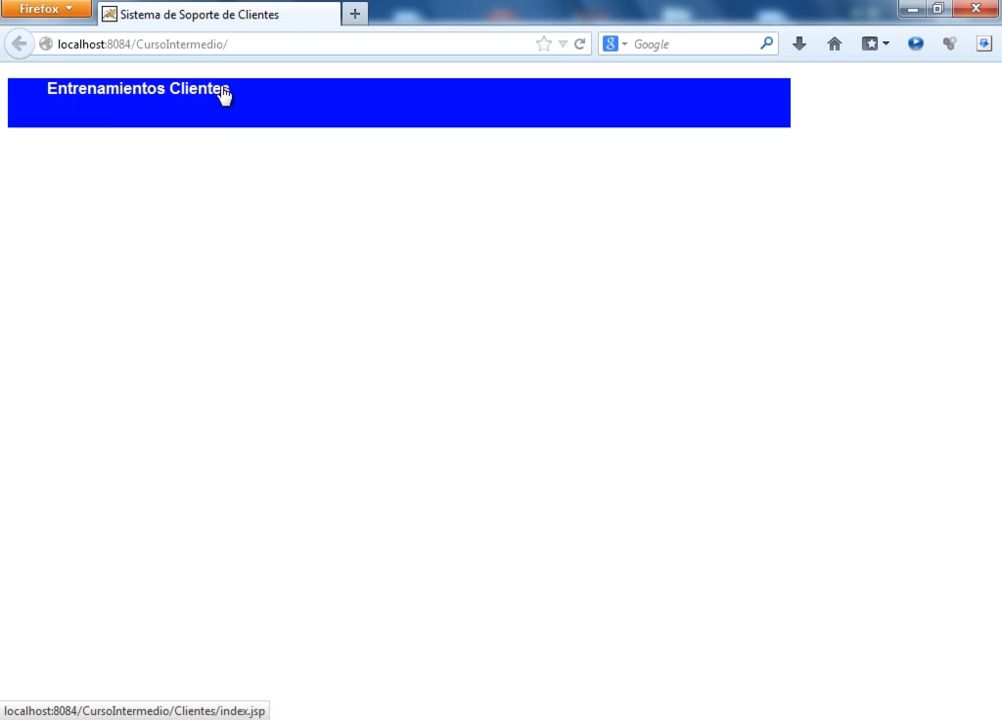 Firefox
Sistema de Soporte de Clientes
localhost:8084/CursoIntermedio/
Google
Entrenamientos Clientes
localhost:8084/CursoIntermedio/Clientes/index.jsp